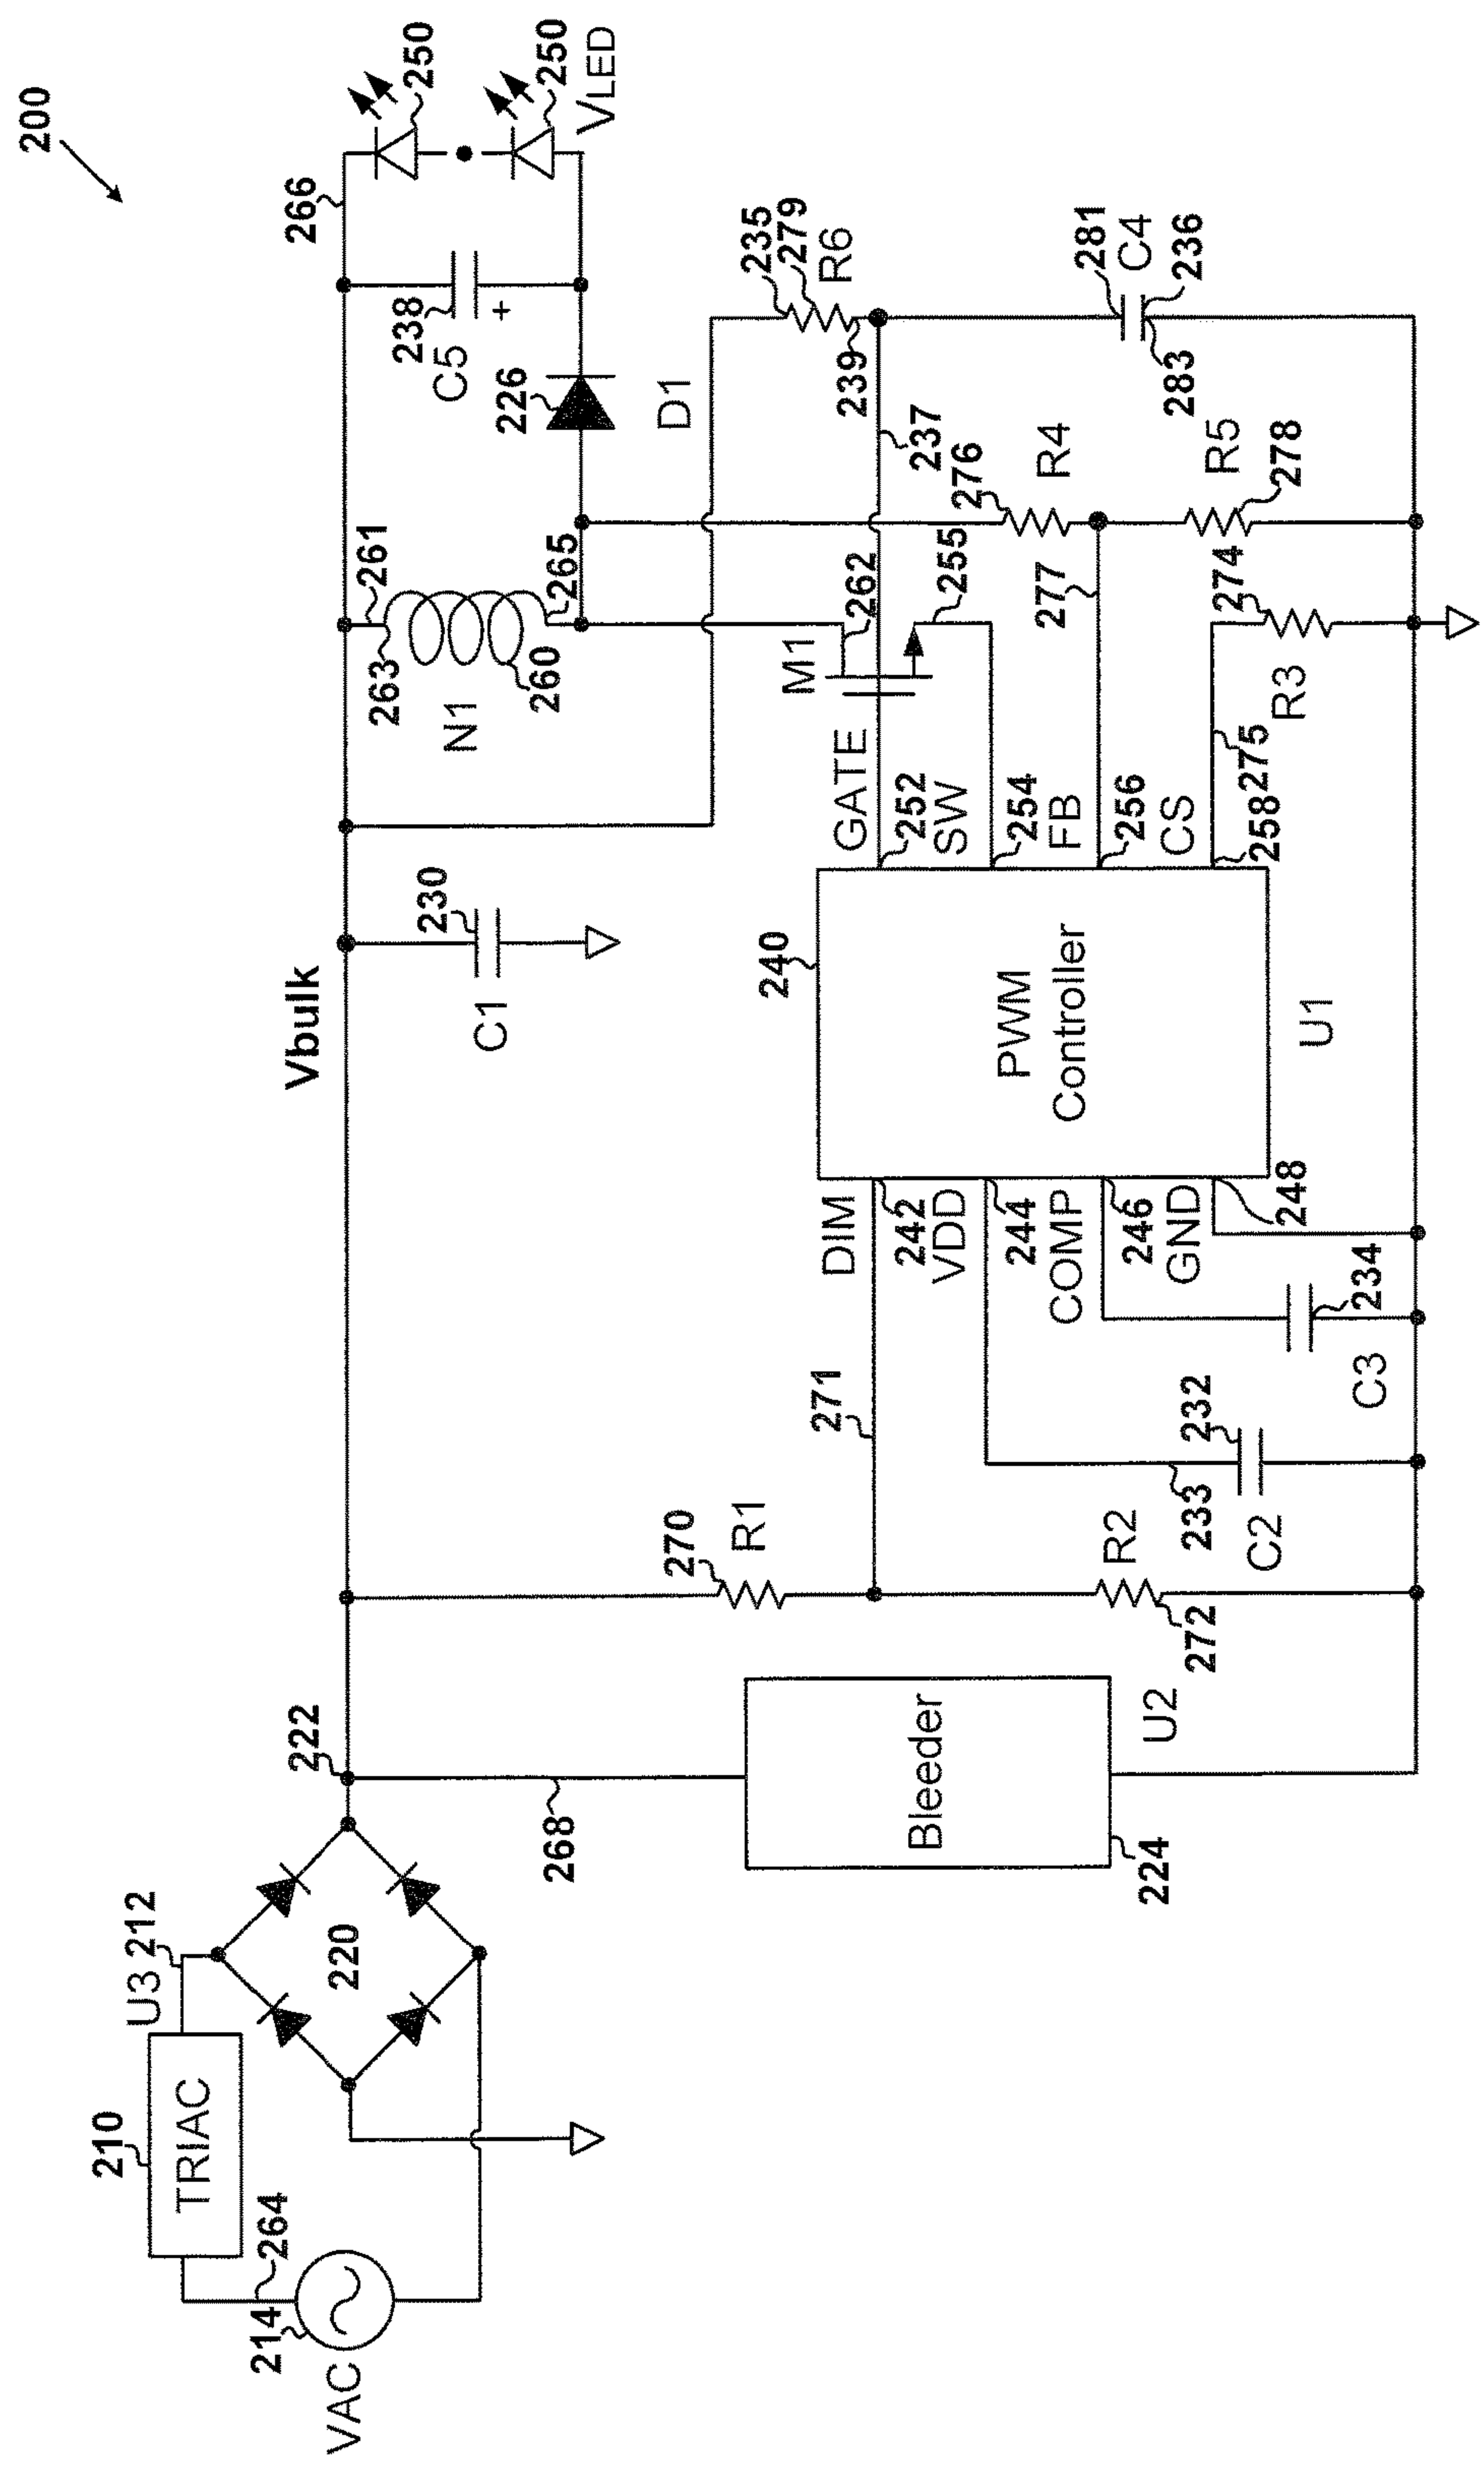 200
VAC
214
264
210
TRIAC
U3
212
220
222
268
Bleeder
224
U2
270
R1
271
R2
272
233
232
C2
234
C3
Vbulk
230
C1
DIM
242
VDD
244
COMP
246
GND
248
240
PWM
Controller
U1
GATE
252
SW
254
FB
256
CS
258
275
R3
274
M1
262
255
277
276
R4
R5
278
237
239
N1
263
261
260
265
266
226
D1
238
C5
+
250
250
VLED
235
279
R6
281
C4
236
283